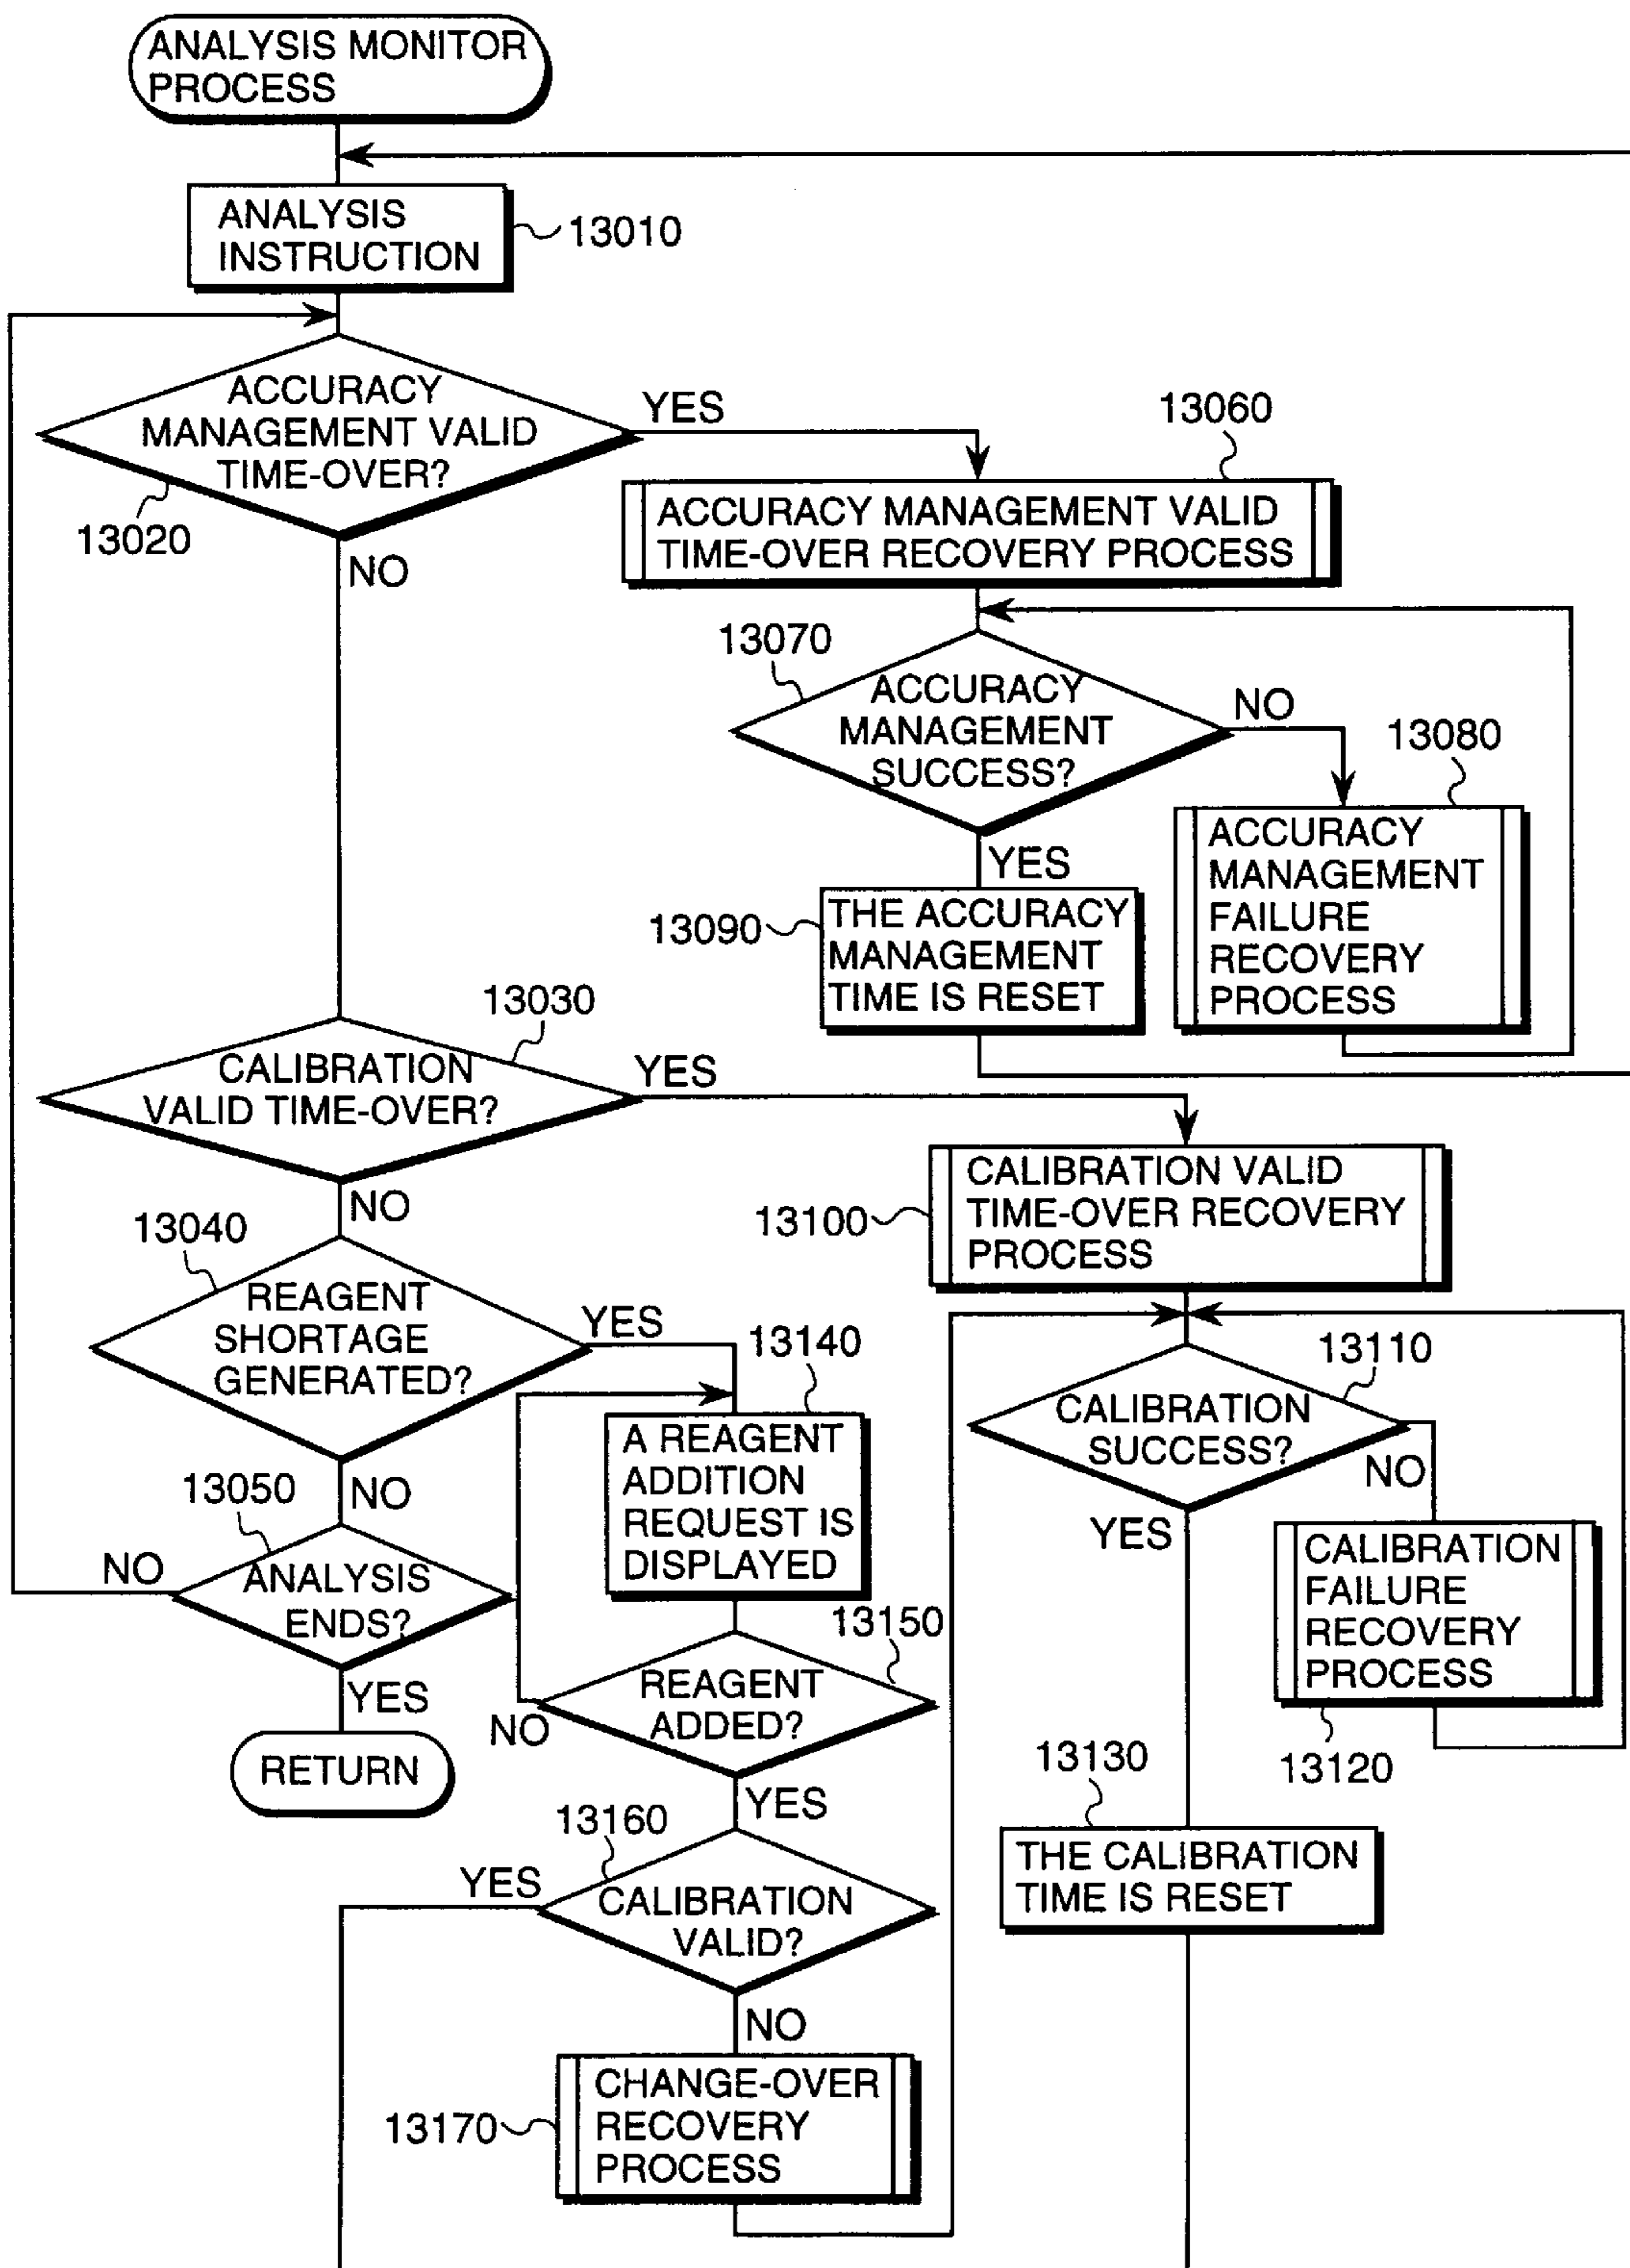 ANALYSIS MONITOR
PROCESS
ANALYSIS
INSTRUCTION
13010
ACCURACY
MANAGEMENT VALID
TIME-OVER?
13020
YES
NO
13060
ACCURACY MANAGEMENT VALID
TIME-OVER RECOVERY PROCESS
13070
ACCURACY
MANAGEMENT
SUCCESS?
NO
YES
13080
ACCURACY
MANAGEMENT
FAILURE
RECOVERY
PROCESS
13090
THE ACCURACY
MANAGEMENT
TIME IS RESET
13030
CALIBRATION
VALID TIME-OVER?
YES
NO
13100
CALIBRATION VALID
TIME-OVER RECOVERY
PROCESS
13040
REAGENT
SHORTAGE
GENERATED?
YES
NO
13140
A REAGENT
ADDITION
REQUEST IS
DISPLAYED
13110
CALIBRATION
SUCCESS?
NO
YES
13050
ANALYSIS
ENDS?
NO
YES
RETURN
13150
REAGENT
ADDED?
NO
YES
CALIBRATION
FAILURE
RECOVERY
PROCESS
13120
13130
THE CALIBRATION
TIME IS RESET
13160
CALIBRATION
VALID?
YES
NO
13170
CHANGE-OVER
RECOVERY
PROCESS